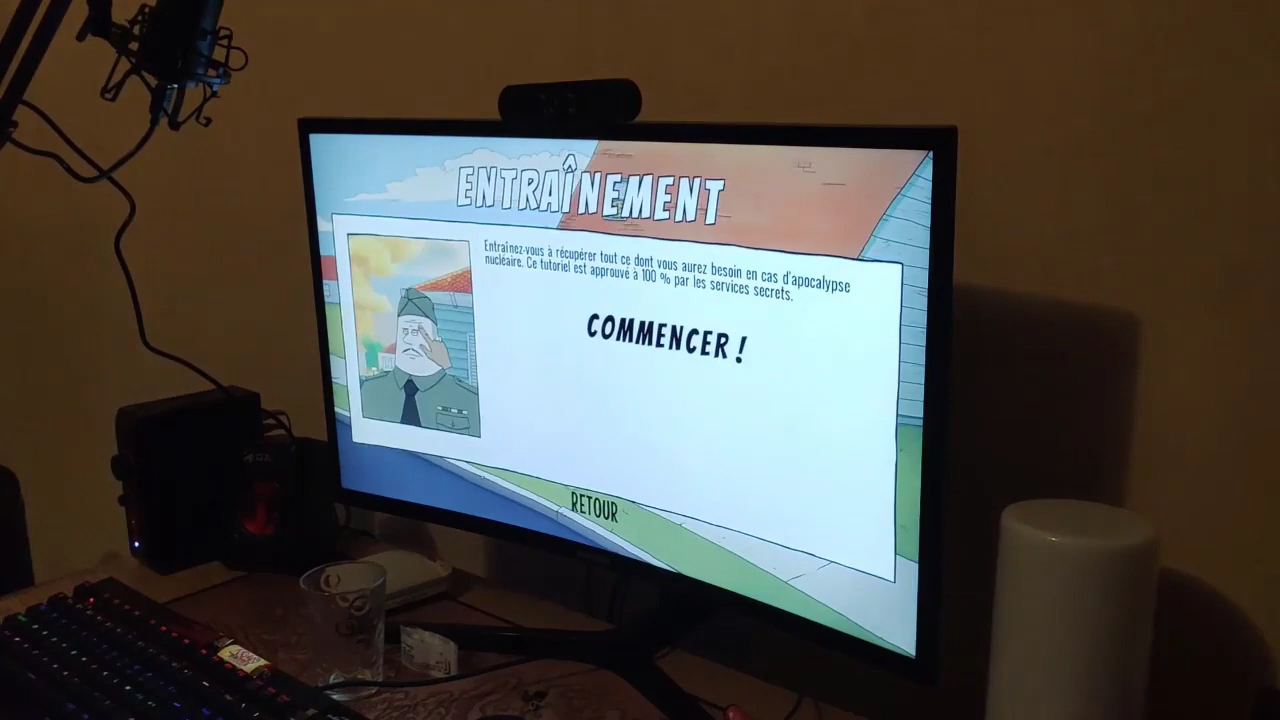 ENTRAÎNEMENT
Entraînez-vous à récupérer tout ce dont vous aurez besoin en cas d'apocalypse
nucléaire. Ce tutoriel est approuvé à 100 % par les services secrets.
COMMENCER !
RETOUR